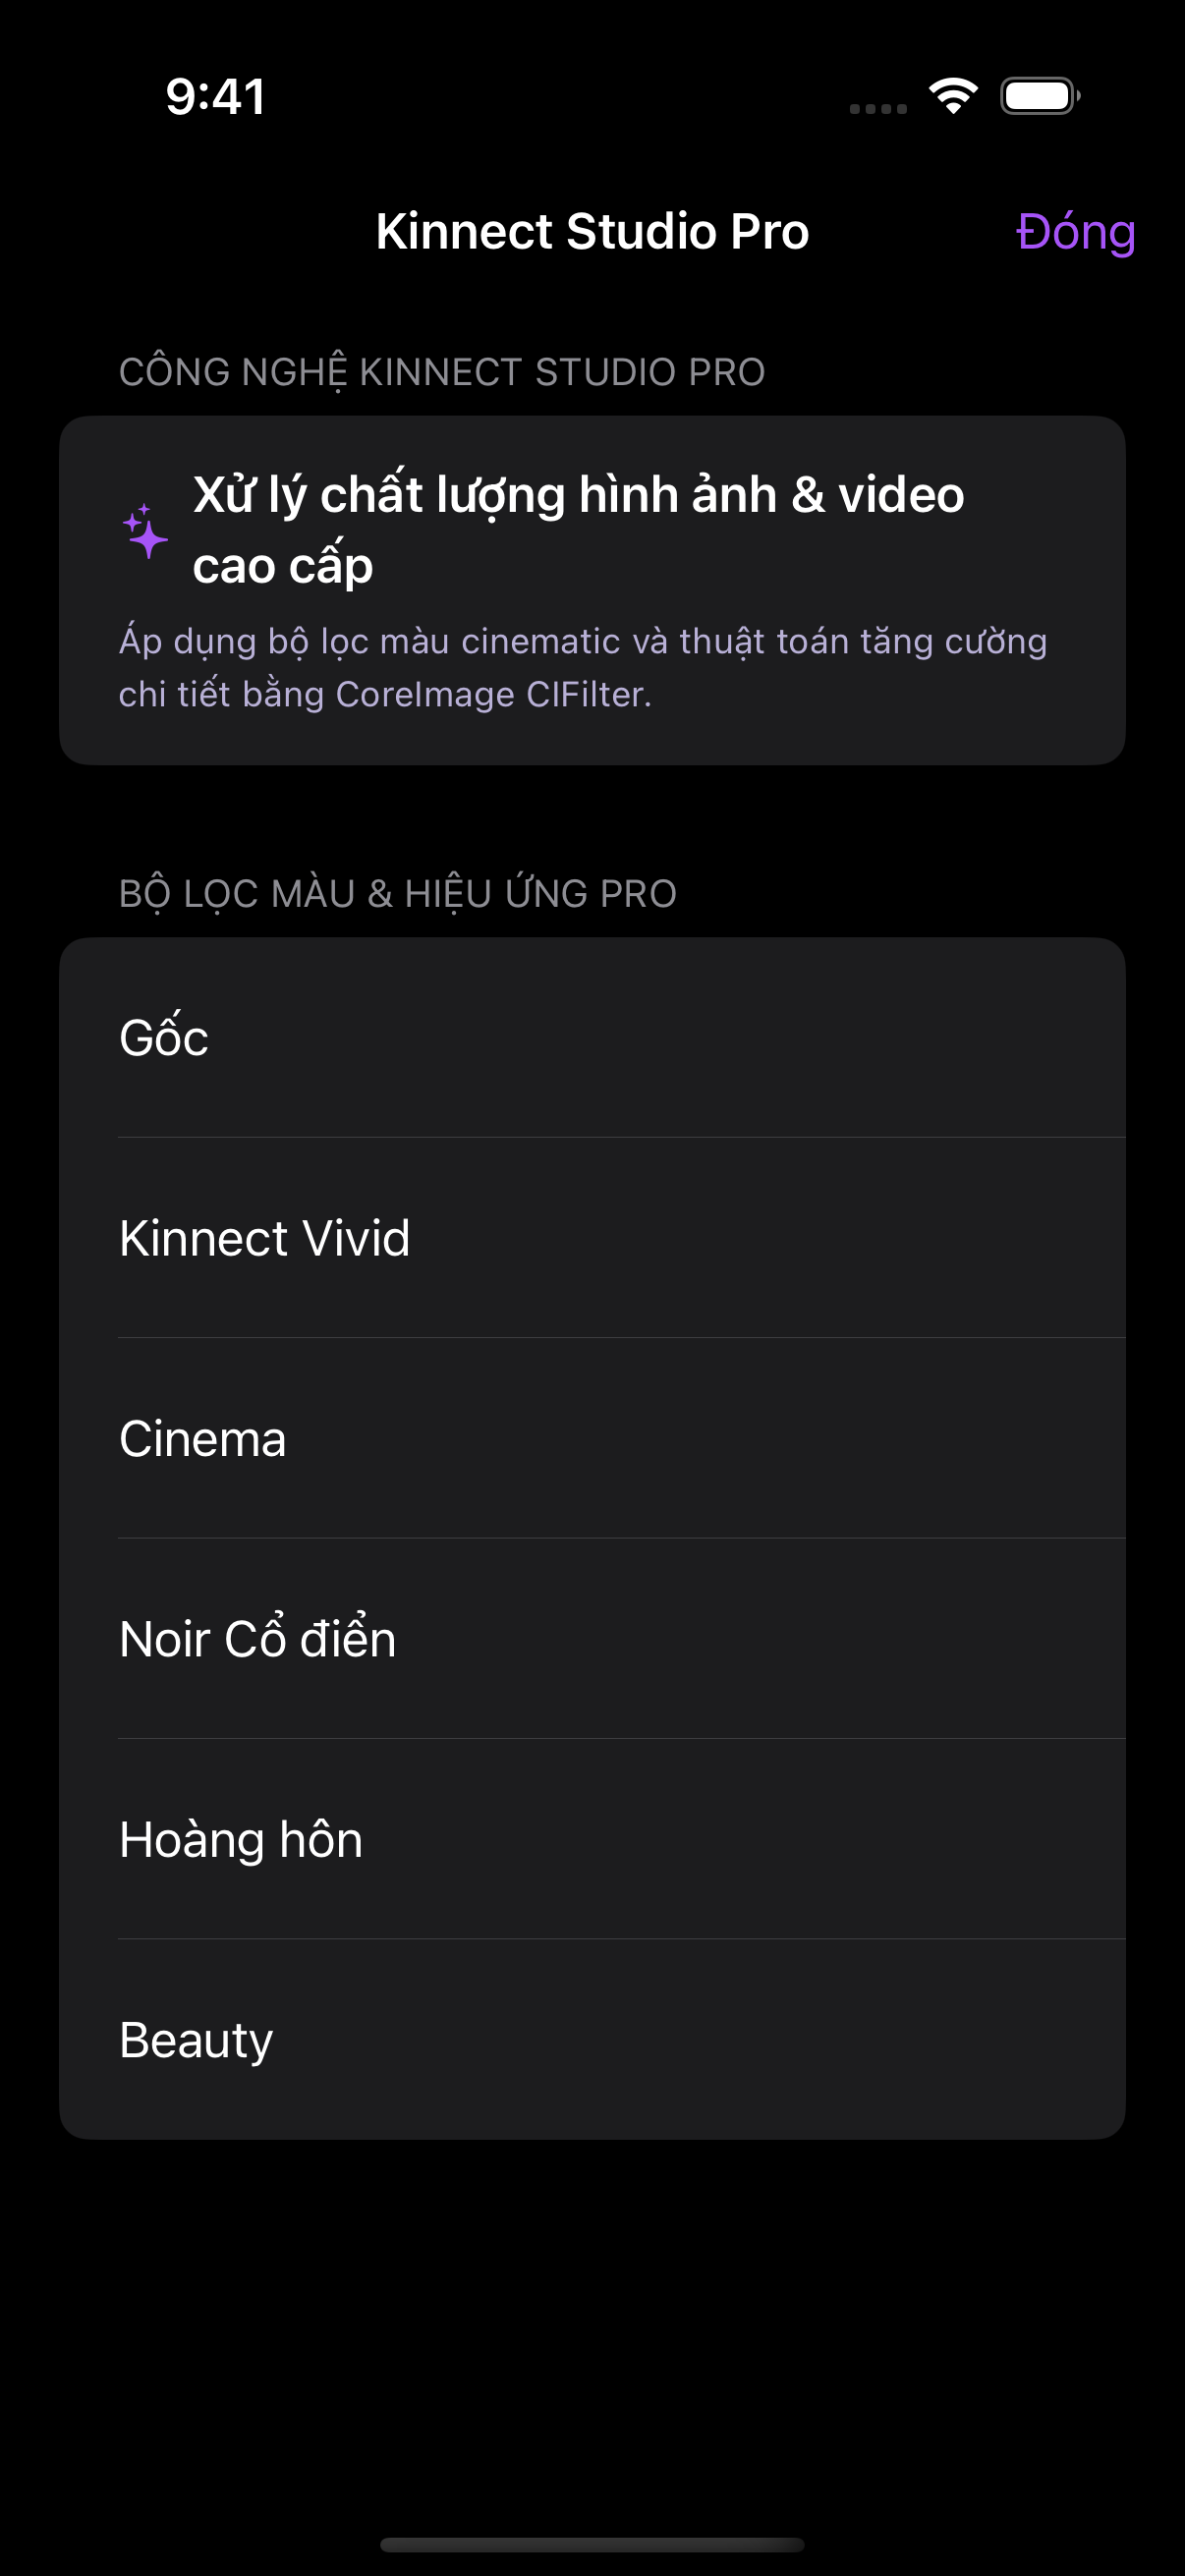 9:41
Kinnect Studio Pro
Đóng
CÔNG NGHỆ KINNECT STUDIO PRO
Xử lý chất lượng hình ảnh & video
cao cấp
Áp dụng bộ lọc màu cinematic và thuật toán tăng cường
chi tiết bằng CoreImage CIFilter.
BỘ LỌC MÀU & HIỆU ỨNG PRO
Gốc
Kinnect Vivid
Cinema
Noir Cổ điển
Hoàng hôn
Beauty